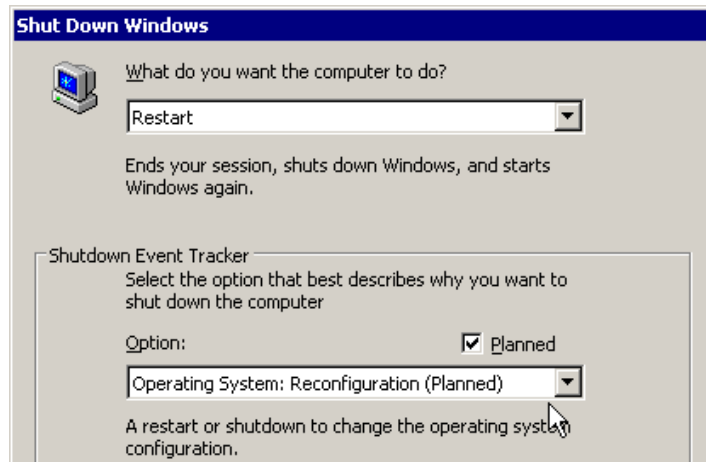 Shut Down Windows
What do you want the computer to do?
Restart
Ends your session, shuts down Windows, and starts
Windows again.
Shutdown Event Tracker
Select the option that best describes why you want to
shut down the computer
Option:
Planned
Operating System: Reconfiguration (Planned)
A restart or shutdown to change the operating system
configuration.